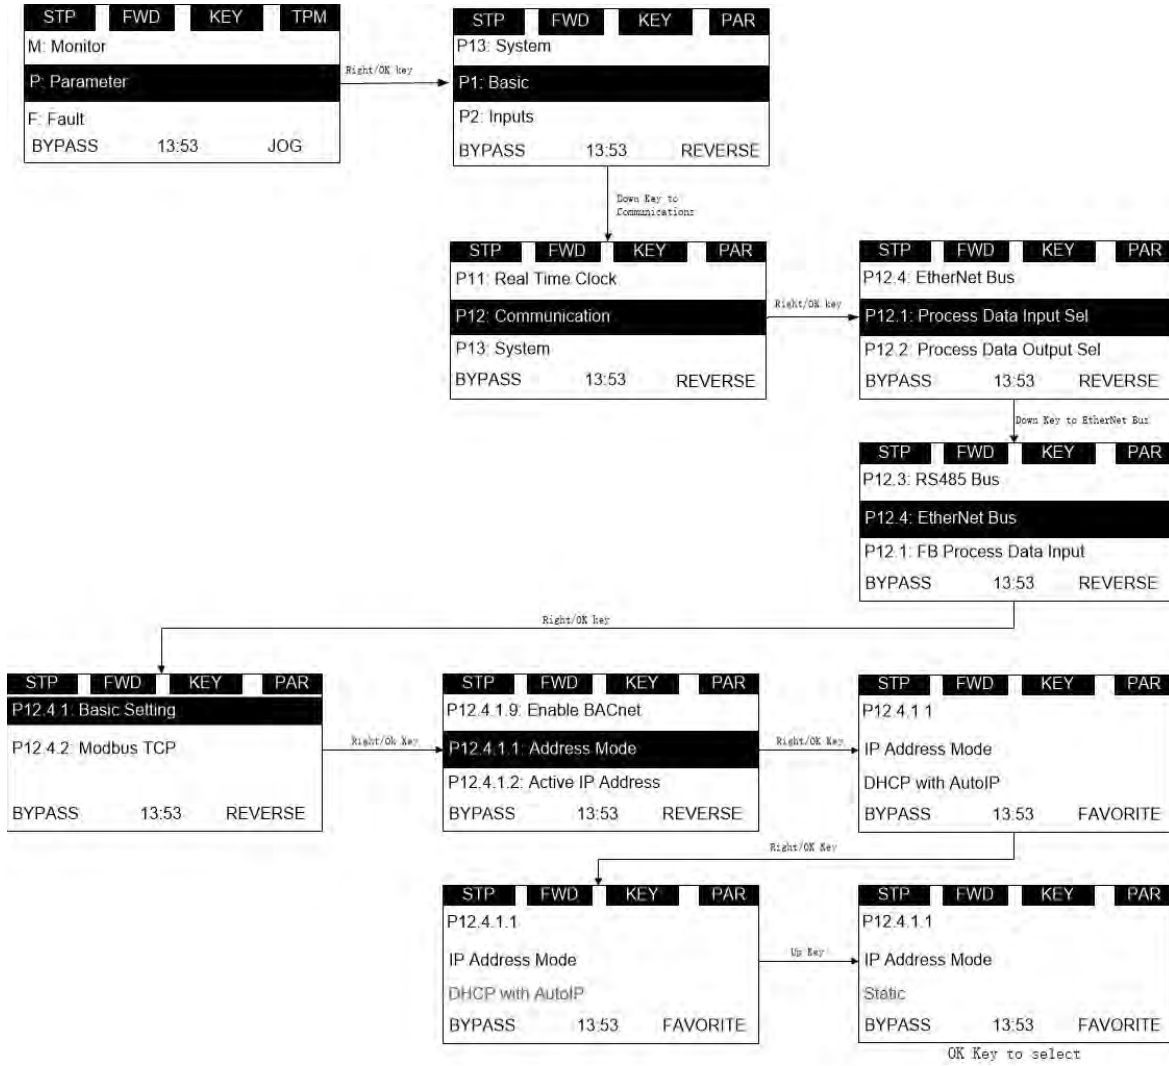 STP FWD KEY TPM
M: Monitor
P: Parameter
F: Fault
BYPASS 13:53 JOG
Right/OK key
STP FWD KEY PAR
P13: System
P1: Basic
P2: Inputs
BYPASS 13:53 REVERSE
Down Key to
Communications
STP FWD KEY PAR
P11: Real Time Clock
P12: Communication
P13: System
BYPASS 13:53 REVERSE
Right/OK key
STP FWD KEY PAR
P12.4: EtherNet Bus
P12.1: Process Data Input Sel
P12.2: Process Data Output Sel
BYPASS 13:53 REVERSE
Down Key to EtherNet Bus
STP FWD KEY PAR
P12.3: RS485 Bus
P12.4: EtherNet Bus
P12.1: FB Process Data Input
BYPASS 13:53 REVERSE
Right/OK key
STP FWD KEY PAR
P12.4.1: Basic Setting
P12.4.2: Modbus TCP
BYPASS 13:53 REVERSE
Right/Ok Key
STP FWD KEY PAR
P12.4.1.9: Enable BACnet
P12.4.1.1: Address Mode
P12.4.1.2: Active IP Address
BYPASS 13:53 REVERSE
Right/OK Key
STP FWD KEY PAR
P12.4.1.1
IP Address Mode
DHCP with AutoIP
BYPASS 13:53 FAVORITE
Right/OK Key
STP FWD KEY PAR
P12.4.1.1
IP Address Mode
DHCP with AutoIP
BYPASS 13:53 FAVORITE
Up Key
STP FWD KEY PAR
P12.4.1.1
IP Address Mode
Static
BYPASS 13:53 FAVORITE
OK Key to select